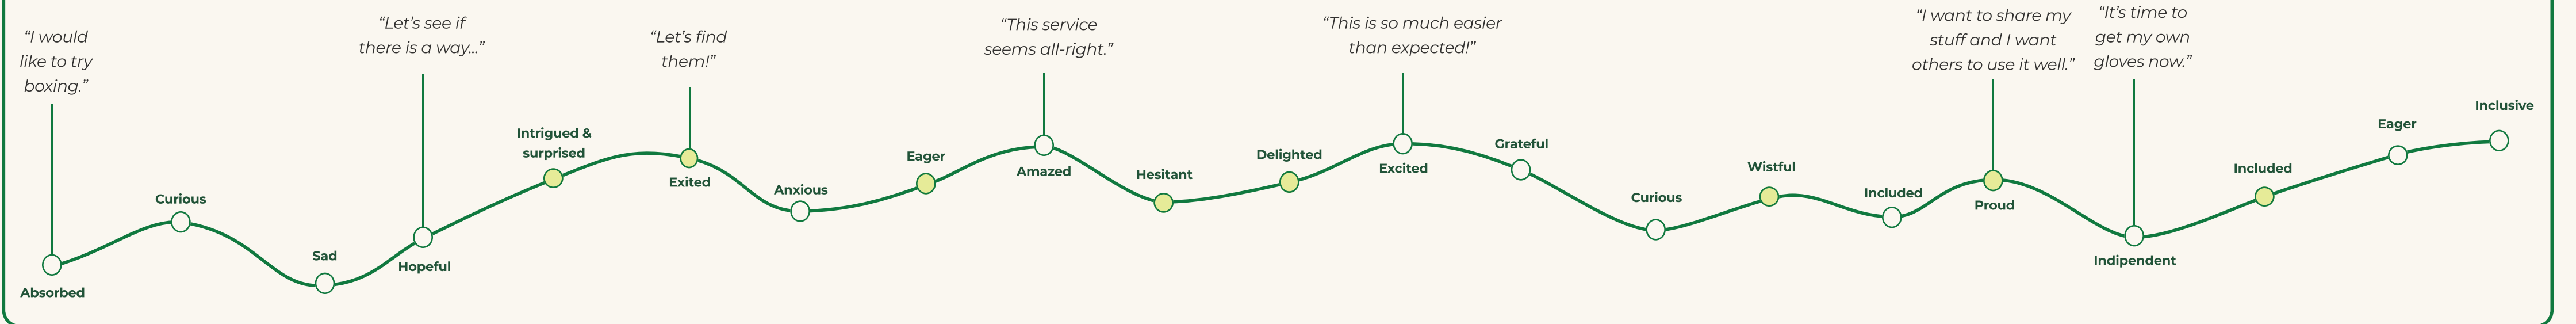 “I would
like to try
boxing.”
“Let’s see if
there is a way...”
“Let’s find
them!”
“This service
seems all-right.”
“This is so much easier
than expected!”
“I want to share my
stuff and I want
others to use it well.”
“It’s time to
get my own
gloves now.”
Absorbed
Curious
Sad
Hopeful
Intrigued &
surprised
Exited
Anxious
Eager
Amazed
Hesitant
Delighted
Excited
Grateful
Curious
Wistful
Included
Proud
Indipendent
Included
Eager
Inclusive